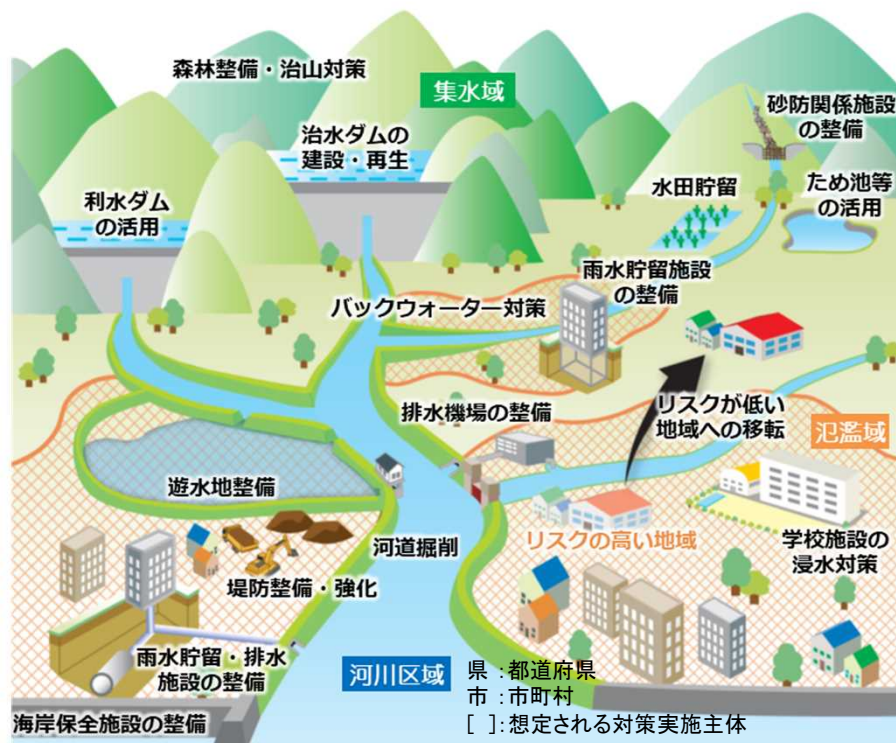 森林整備・治山対策
集水域
砂防関係施設
の整備
治水ダムの
建設・再生
水田貯留
ため池等
の活用
利水ダム
の活用
雨水貯留施設
の整備
バックウォーター対策
排水機場の整備
リスクが低い
地域への移転
氾濫域
遊水地整備
河道掘削
リスクの高い地域
学校施設の
浸水対策
堤防整備・強化
雨水貯留・排水
施設の整備
河川区域
県 :都道府県
市 :市町村
[ ]:想定される対策実施主体
海岸保全施設の整備